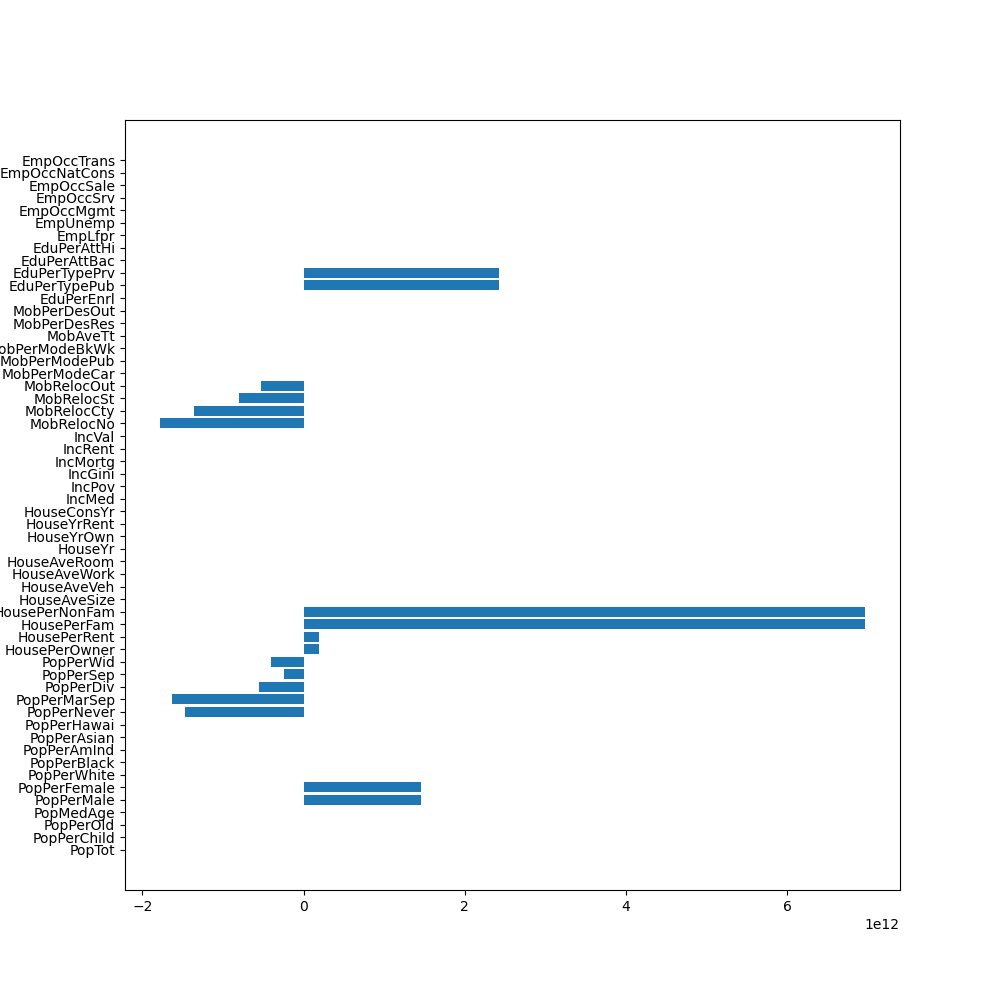 EmpOccTrans
EmpOccNatCons
EmpOccSale
EmpOccSrv
EmpOccMgmt
EmpUnemp
EmpLfpr
EduPerAttHi
EduPerAttBac
EduPerTypePrv
EduPerTypePub
EduPerEnrl
MobPerDesOut
MobPerDesRes
MobAveTt
obPerModeBkWk
MobPerModePub
MobPerModeCar
MobRelocOut
MobRelocSt
MobRelocCty
MobRelocNo
IncVal
IncRent
IncMortg
IncGini
IncPov
IncMed
HouseConsYr
HouseYrRent
HouseYrOwn
HouseYr
HouseAveRoom
HouseAveWork
HouseAveVeh
HouseAveSize
HousePerNonFam
HousePerFam
HousePerRent
HousePerOwner
PopPerWid
PopPerSep
PopPerDiv
PopPerMarSep
PopPerNever
PopPerHawai
PopPerAsian
PopPerAmInd
PopPerBlack
PopPerWhite
PopPerFemale
PopPerMale
PopMedAge
PopPerOld
PopPerChild
PopTot
−2 0 2 4 6
1e12